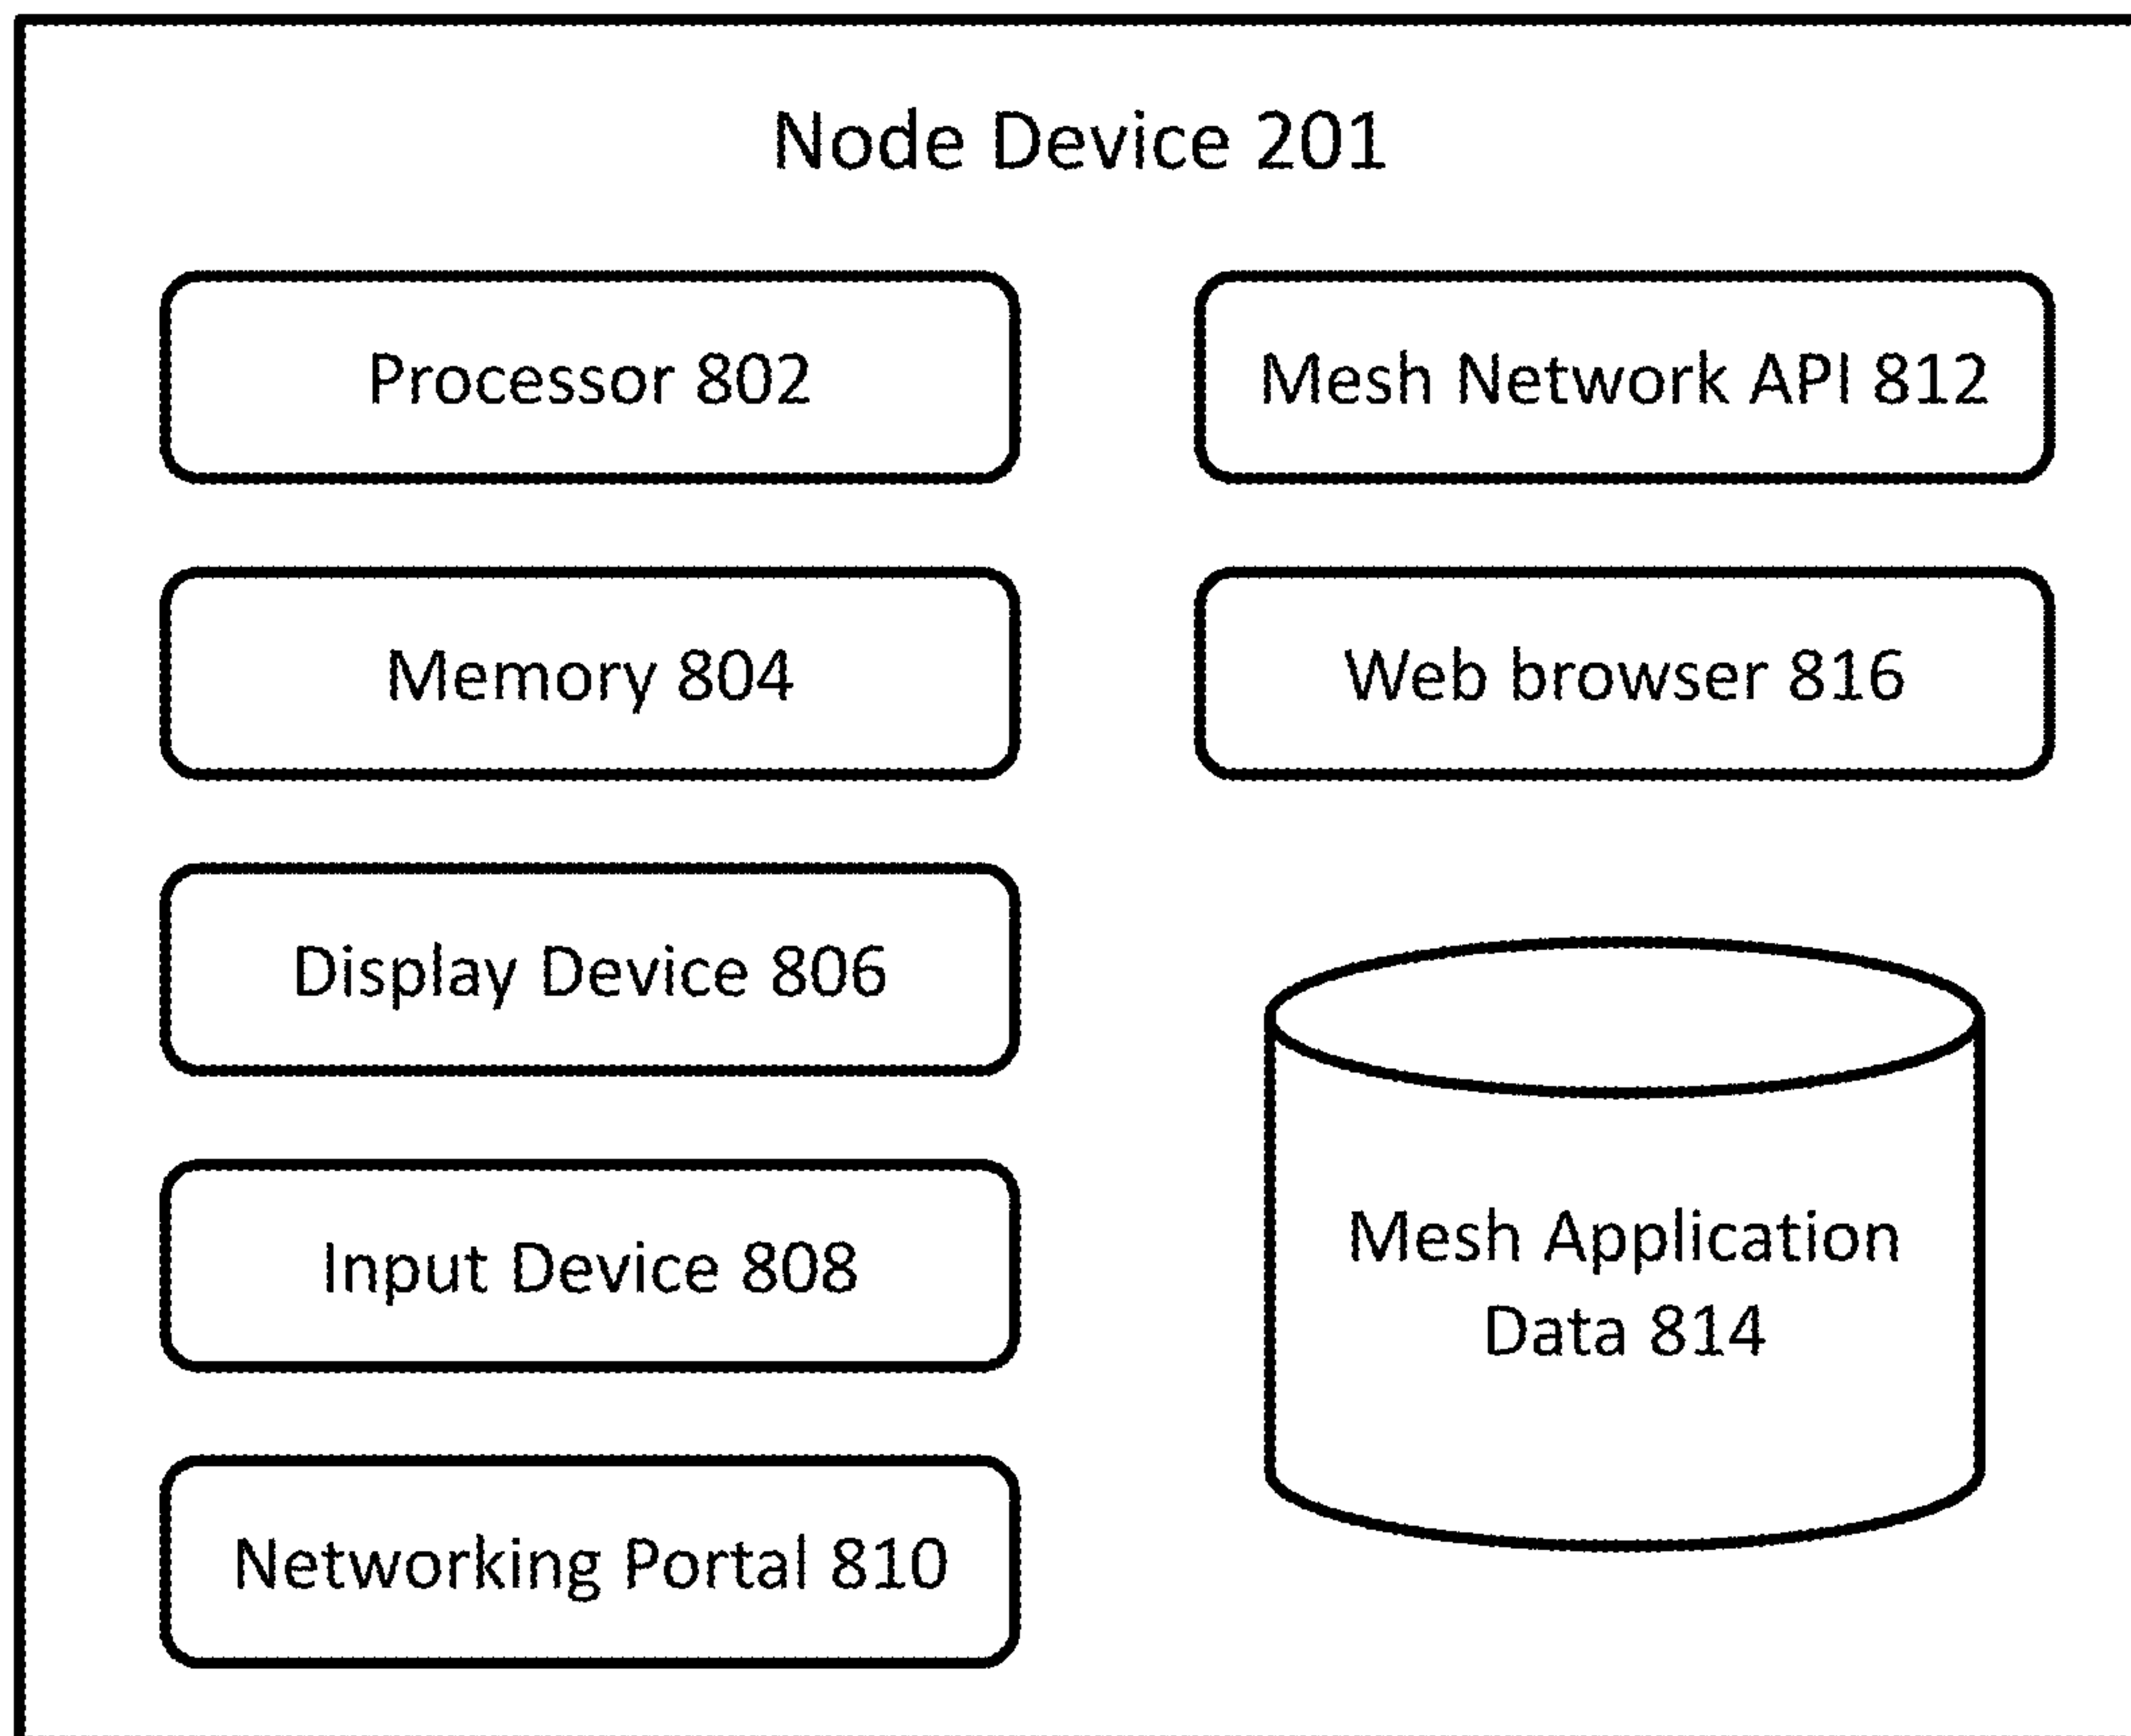 Node Device 201
Processor 802
Memory 804
Display Device 806
Input Device 808
Networking Portal 810
Mesh Network API 812
Web browser 816
Mesh Application
Data 814